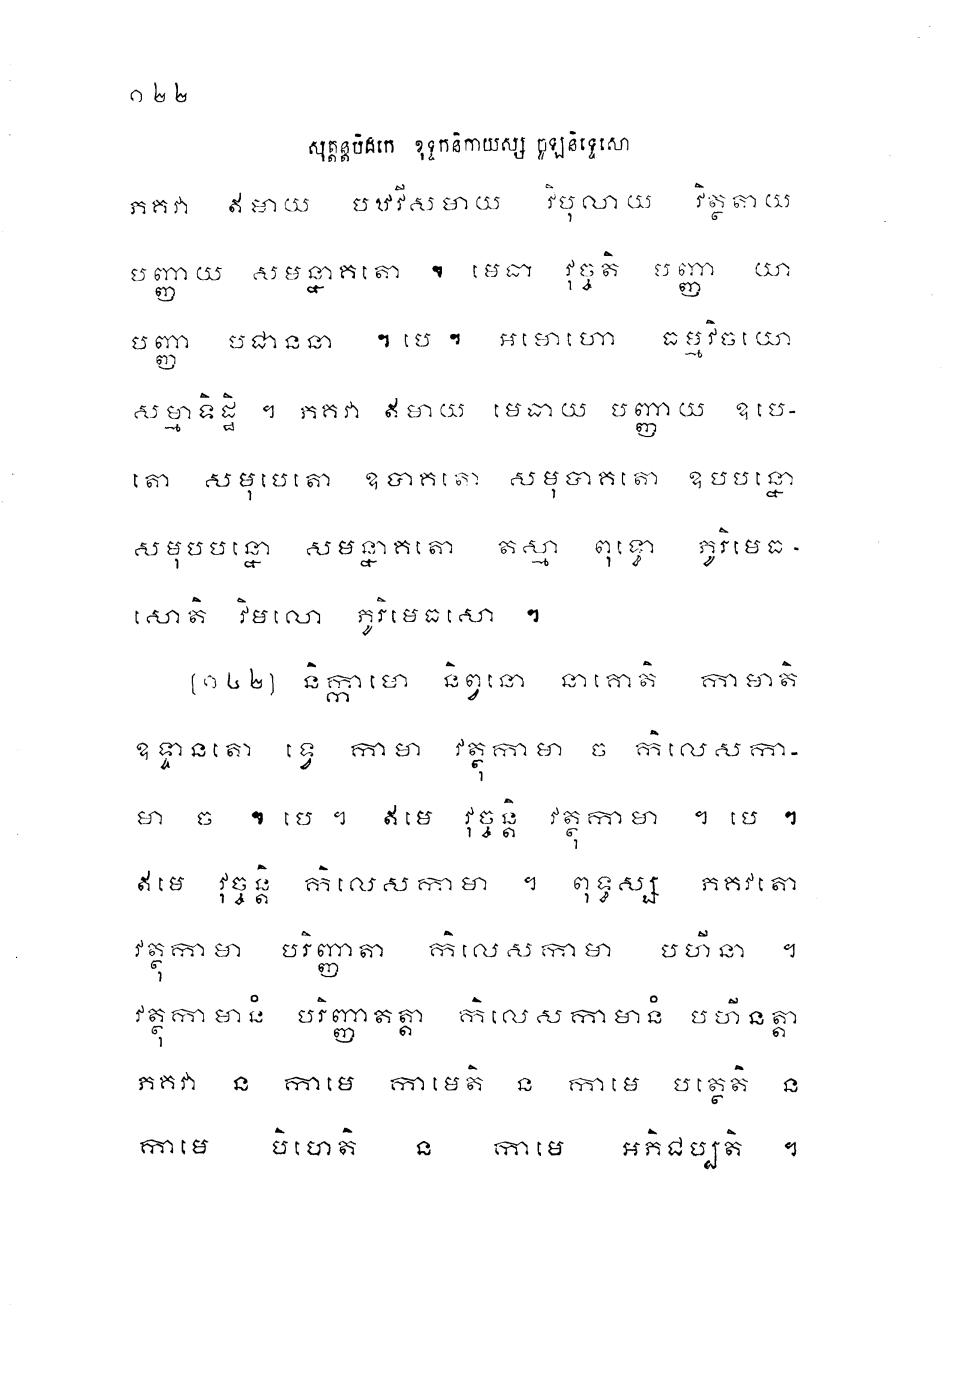 ១២២
សុត្តន្តបិដកេ ខុទ្ទកនិកាយស្ស ចូឡនិទ្ទេសោ
ភគវា ឥមាយ បឋវីសមាយ វិបុលាយ វិត្ថតាយ
បញ្ញាយ សមន្នាគតោ ។ មេធា វុច្ចតិ បញ្ញា យា
បញ្ញា បជាននា ។ បេ ។ អមោហោ ធម្មវិចយោ
សម្មាទិដ្ឋិ ។ ភគវា ឥមាយ មេធាយ បញ្ញាយ ឧបេ-
តោ សមុបេតោ ឧបាគតោ សមុបាគតោ ឧបបន្នោ
សមុបបន្នោ សមន្នាគតោ តស្មា ពុទ្ធោ ភូរិមេធ-
សោតិ វិមលោ ភូរិមេធសោ ។
[១៤២] និក្កាមោ និព្វនោ នាគោតិ កាមាតិ
ឧទ្ទានតោ ទ្វេ កាមា វត្ថុកាមា ច កិលេសកា-
មា ច ។ បេ ។ ឥមេ វុច្ចន្តិ វត្ថុកាមា ។ បេ ។
ឥមេ វុច្ចន្តិ កិលេសកាមា ។ ពុទ្ធស្ស ភគវតោ
វត្ថុកាមា បរិញ្ញាតា កិលេសកាមា បហីនា ។
វត្ថុកាមានំ បរិញ្ញាតត្តា កិលេសកាមានំ បហីនត្តា
ភគវា ន កាមេ កាមេតិ ន កាមេ បត្ថេតិ ន
កាមេ បិហេតិ ន កាមេ អភិជប្បតិ ។